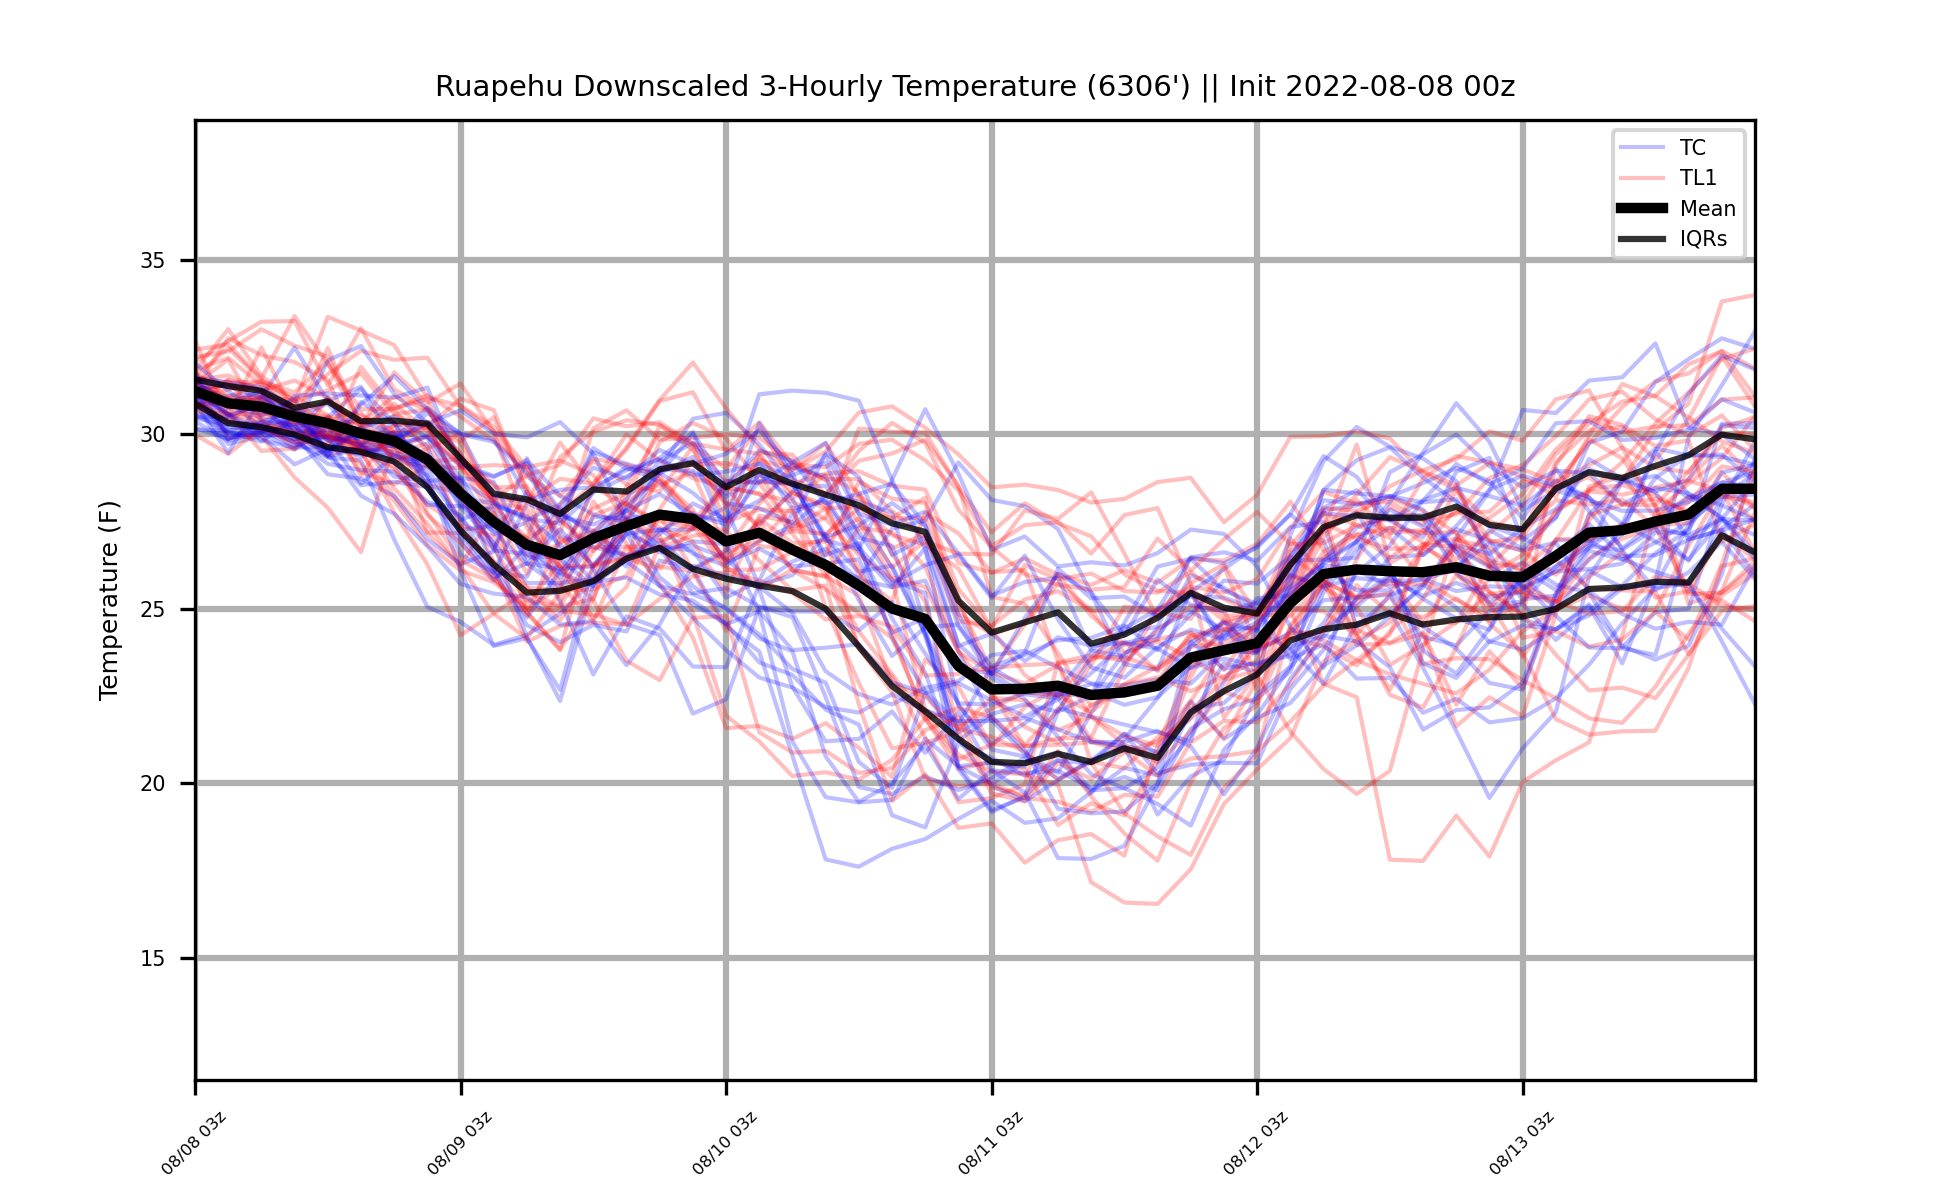 Ruapehu Downscaled 3-Hourly Temperature (6306') || Init 2022-08-08 00z
TC
TL1
Mean
IQRs
Temperature (F)
35
30
25
20
15
08/08 03z
08/09 03z
08/10 03z
08/11 03z
08/12 03z
08/13 03z